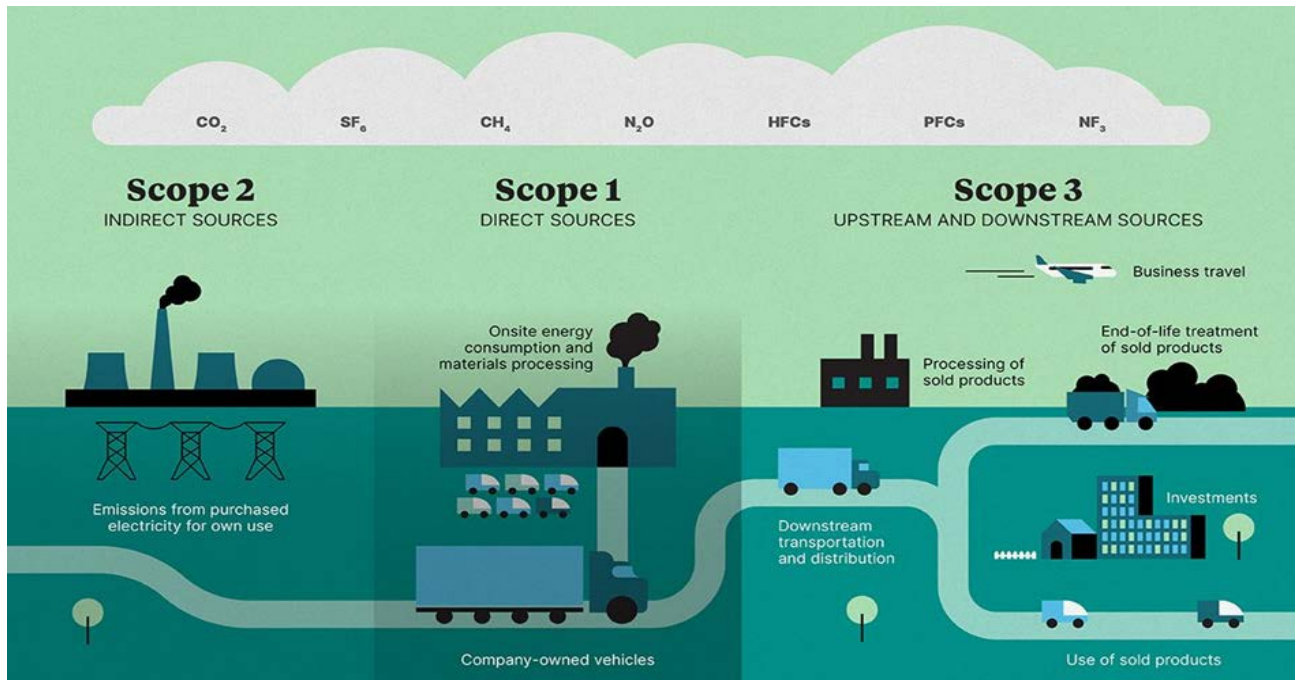 CO₂ SF₆ CH₄ N₂O HFCs PFCs NF₃
Scope 2
INDIRECT SOURCES
Emissions from purchased
electricity for own use
Scope 1
DIRECT SOURCES
Onsite energy
consumption and
materials processing
Company-owned vehicles
Scope 3
UPSTREAM AND DOWNSTREAM SOURCES
Business travel
Processing of
sold products
End-of-life treatment
of sold products
Downstream
transportation
and distribution
Investments
Use of sold products